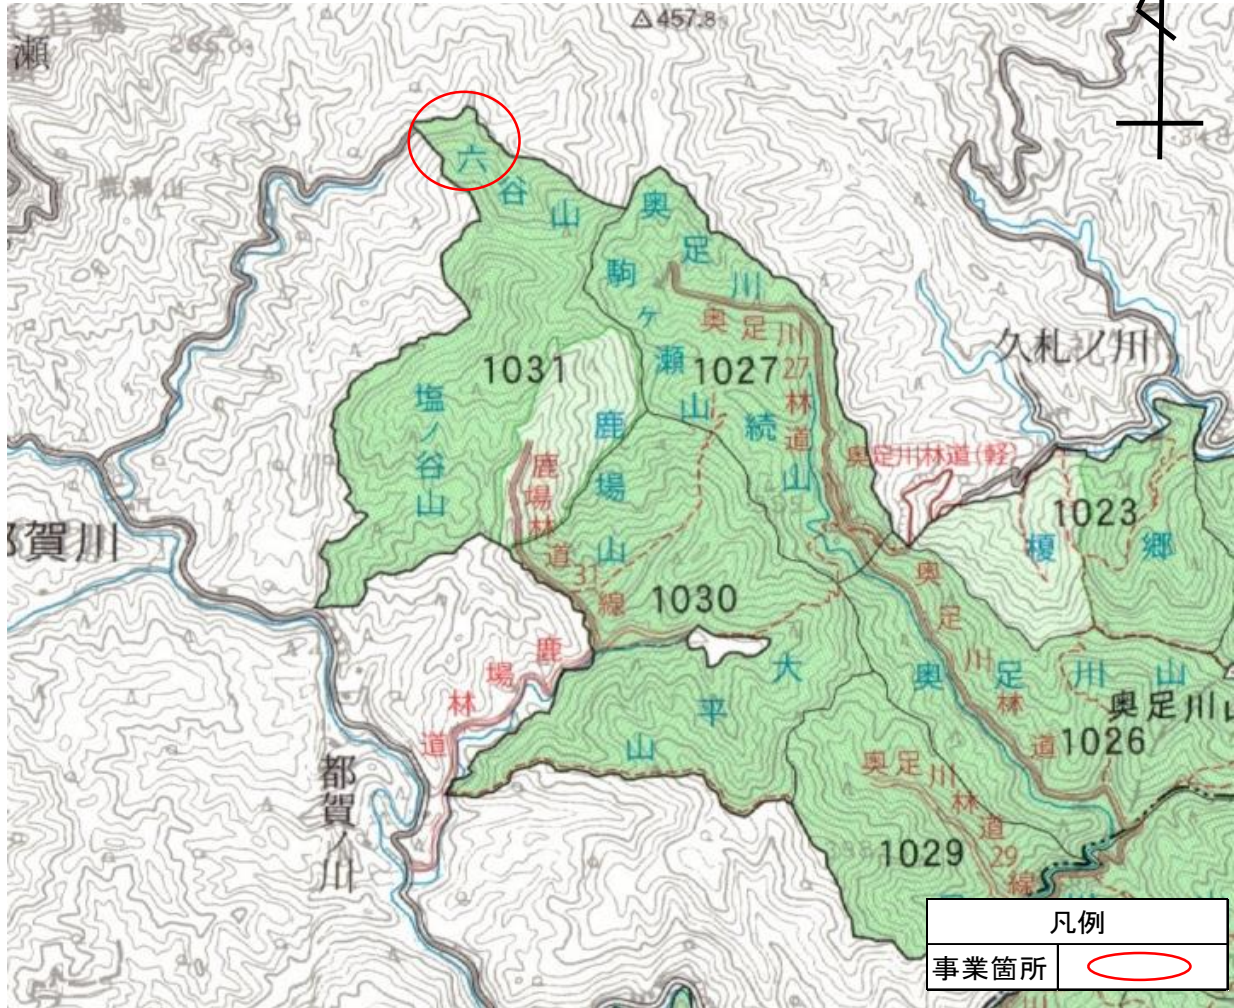 △457.8
瀬
六谷山
奥足川続山
駒ヶ瀬山
奥足川27林道
久札ノ川
1031
1027
塩ノ谷山
鹿場山
鹿場林道31線
奥足川林道(軽)
1023
榎
郷
賀川
1030
鹿場林道
大平山
奥足川山
奥足川林道
奥足川山
1026
都賀ノ川
奥足川林道29線
1029
凡例
事業箇所